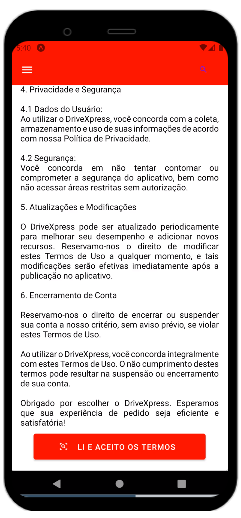 5:40
4. Privacidade e Segurança
4.1 Dados do Usuário:
Ao utilizar o DriveXpress, você concorda com a coleta,
armazenamento e uso de suas informações de acordo
com nossa Política de Privacidade.
4.2 Segurança:
Você concorda em não tentar contornar ou
comprometer a segurança do aplicativo, bem como
não acessar áreas restritas sem autorização.
5. Atualizações e Modificações
O DriveXpress pode ser atualizado periodicamente
para melhorar seu desempenho e adicionar novos
recursos. Reservamo-nos o direito de modificar
estes Termos de Uso a qualquer momento, e tais
modificações serão efetivas imediatamente após a
publicação no aplicativo.
6. Encerramento de Conta
Reservamo-nos o direito de encerrar ou suspender
sua conta a nosso critério, sem aviso prévio, se violar
estes Termos de Uso.
Ao utilizar o DriveXpress, você concorda integralmente
com estes Termos de Uso. O não cumprimento destes
termos pode resultar na suspensão ou encerramento
de sua conta.
Obrigado por escolher o DriveXpress. Esperamos
que sua experiência de pedido seja eficiente e
satisfatória!
LI E ACEITO OS TERMOS